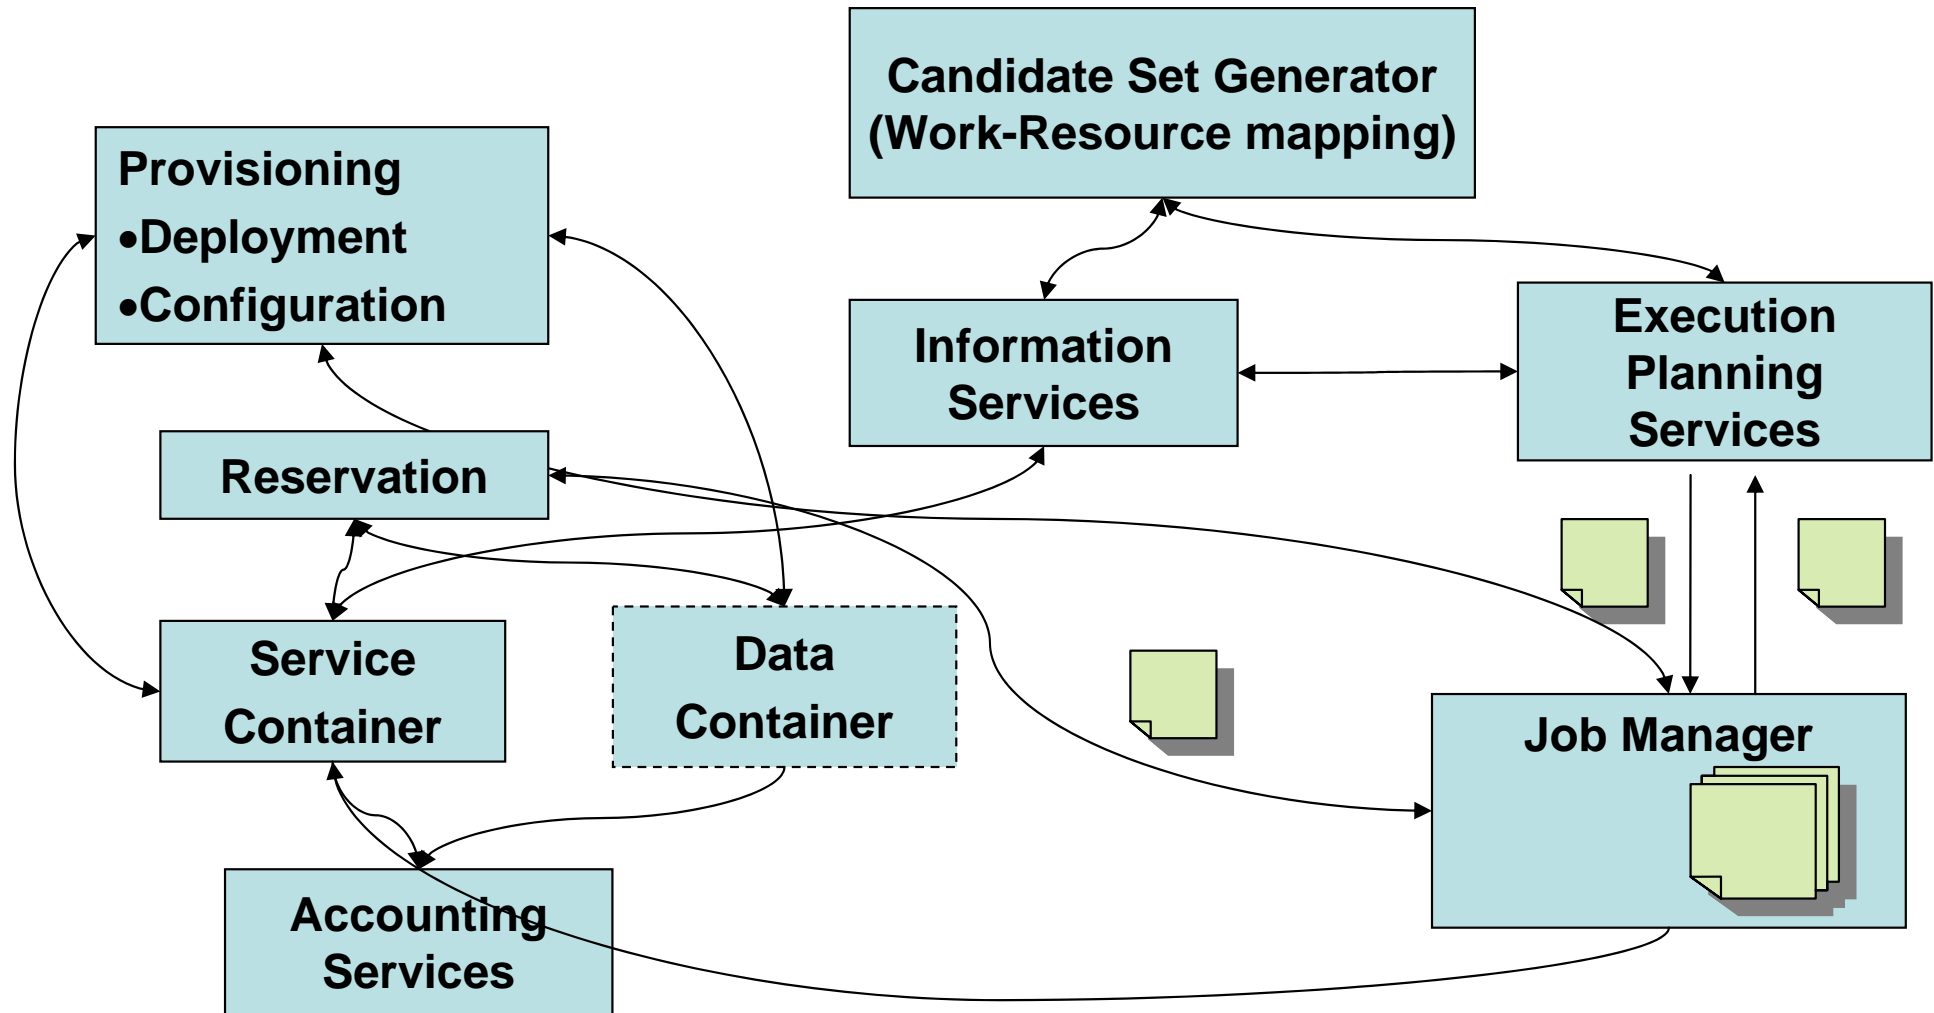 Candidate Set Generator
(Work-Resource mapping)
Provisioning
•Deployment
•Configuration
Information
Services
Execution
Planning
Services
Reservation
Service
Container
Data
Container
Job Manager
Accounting
Services